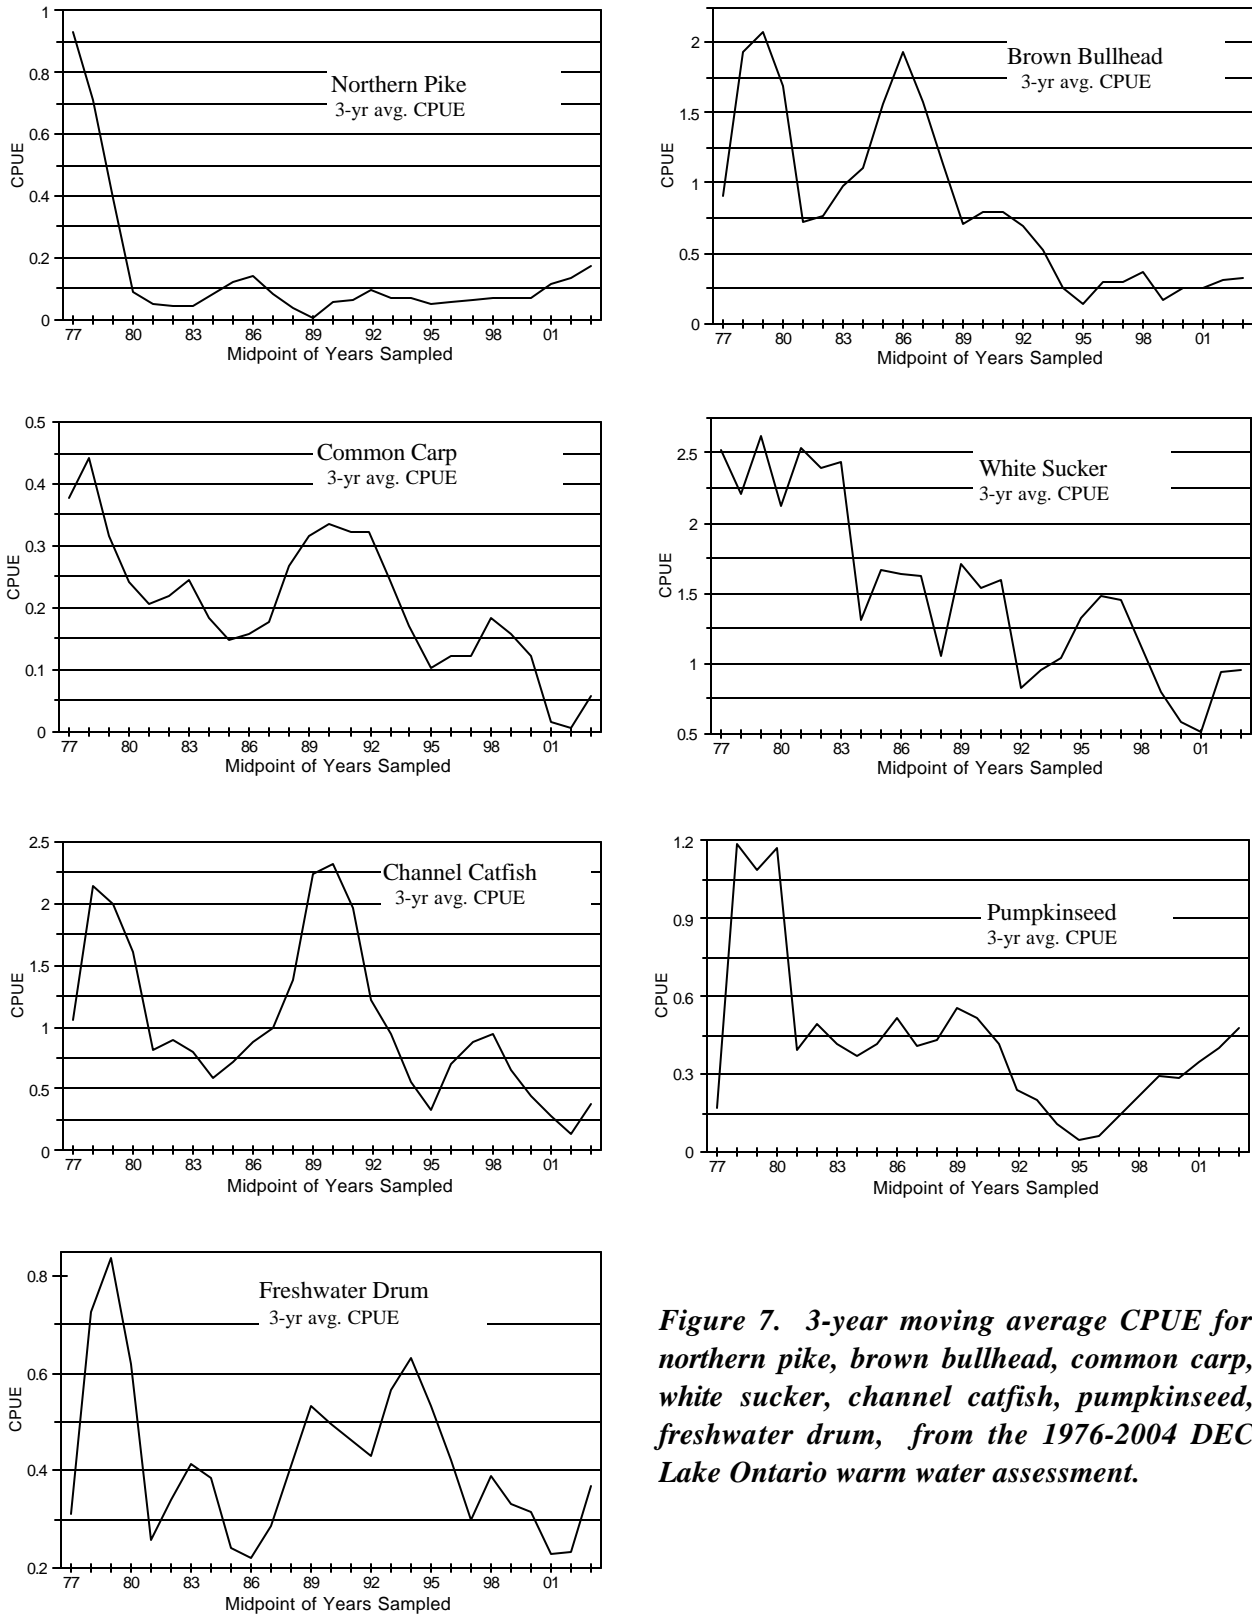 Northern Pike
3-yr avg. CPUE
CPUE
1
0.8
0.6
0.4
0.2
0
77 80 83 86 89 92 95 98 01
Midpoint of Years Sampled
Brown Bullhead
3-yr avg. CPUE
CPUE
2
1.5
1
0.5
0
77 80 83 86 89 92 95 98 01
Midpoint of Years Sampled
Common Carp
3-yr avg. CPUE
CPUE
0.5
0.4
0.3
0.2
0.1
0
77 80 83 86 89 92 95 98 01
Midpoint of Years Sampled
White Sucker
3-yr avg. CPUE
CPUE
2.5
2
1.5
1
0.5
77 80 83 86 89 92 95 98 01
Midpoint of Years Sampled
Channel Catfish
3-yr avg. CPUE
CPUE
2.5
2
1.5
1
0.5
0
77 80 83 86 89 92 95 98 01
Midpoint of Years Sampled
Pumpkinseed
3-yr avg. CPUE
CPUE
1.2
0.9
0.6
0.3
0
77 80 83 86 89 92 95 98 01
Midpoint of Years Sampled
Freshwater Drum
3-yr avg. CPUE
CPUE
0.8
0.6
0.4
0.2
77 80 83 86 89 92 95 98 01
Midpoint of Years Sampled
Figure 7. 3-year moving average CPUE for
northern pike, brown bullhead, common carp,
white sucker, channel catfish, pumpkinseed,
freshwater drum, from the 1976-2004 DEC
Lake Ontario warm water assessment.